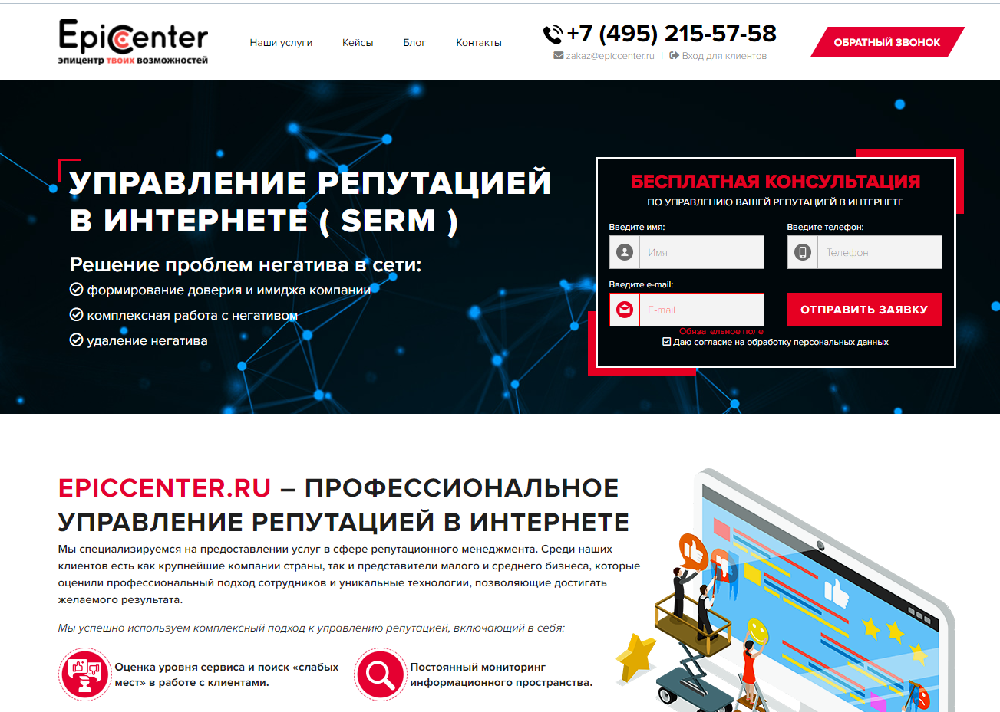 EpicCenter
эпицентр твоих возможностей
Наши услуги
Кейсы
Блог
Контакты
+7 (495) 215-57-58
zakaz@epiccenter.ru | Вход для клиентов
ОБРАТНЫЙ ЗВОНОК
УПРАВЛЕНИЕ РЕПУТАЦИЕЙ
В ИНТЕРНЕТЕ ( SERM )
Решение проблем негатива в сети:
формирование доверия и имиджа компании
комплексная работа с негативом
удаление негатива
БЕСПЛАТНАЯ КОНСУЛЬТАЦИЯ
ПО УПРАВЛЕНИЮ ВАШЕЙ РЕПУТАЦИЕЙ В ИНТЕРНЕТЕ
Введите имя:
Имя
Введите телефон:
Телефон
Введите e-mail:
E-mail
Обязательное поле
ОТПРАВИТЬ ЗАЯВКУ
Даю согласие на обработку персональных данных
EPICCENTER.RU – ПРОФЕССИОНАЛЬНОЕ
УПРАВЛЕНИЕ РЕПУТАЦИЕЙ В ИНТЕРНЕТЕ
Мы специализируемся на предоставлении услуг в сфере репутационного менеджмента. Среди наших
клиентов есть как крупнейшие компании страны, так и представители малого и среднего бизнеса, которые
оценили профессиональный подход сотрудников и уникальные технологии, позволяющие достигать
желаемого результата.
Мы успешно используем комплексный подход к управлению репутацией, включающий в себя:
Оценка уровня сервиса и поиск «слабых
мест» в работе с клиентами.
Постоянный мониторинг
информационного пространства.